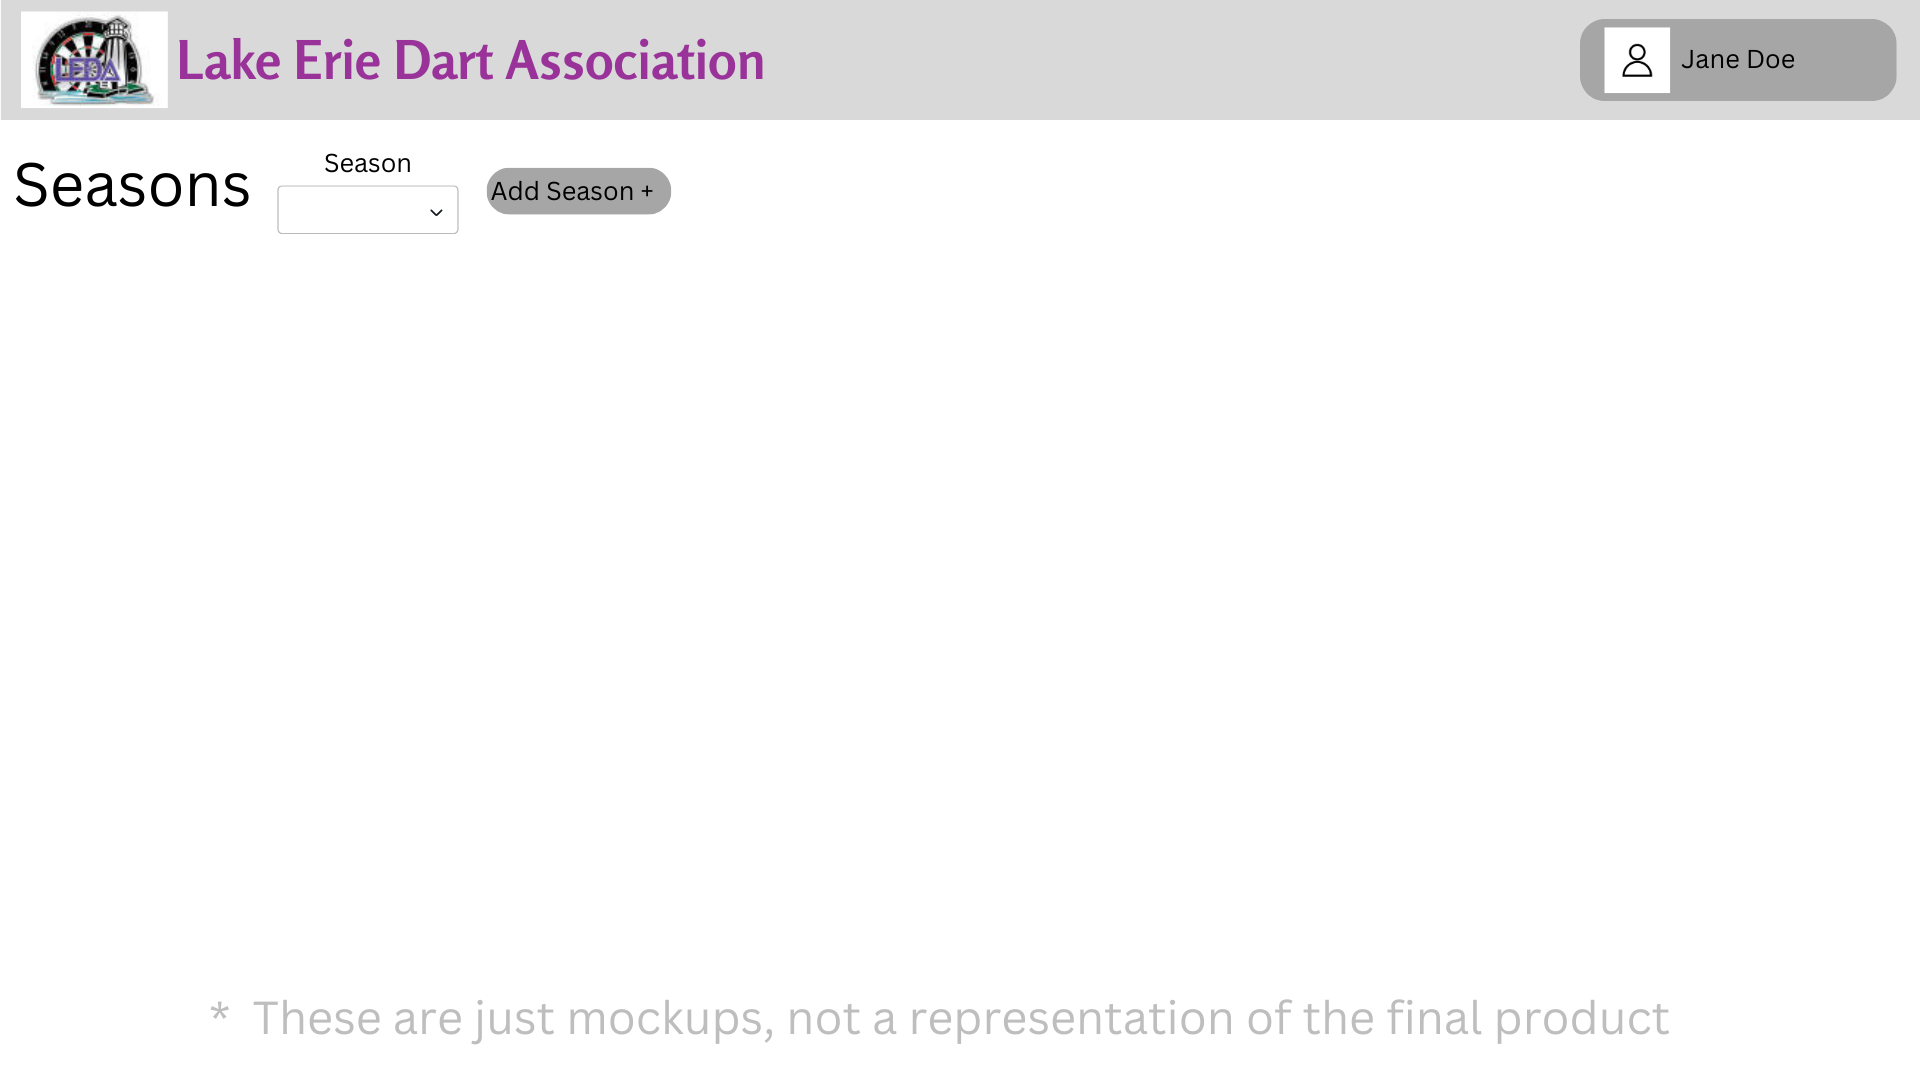 LEDA
Lake Erie Dart Association
Jane Doe
Seasons
Season
Add Season +
* These are just mockups, not a representation of the final product